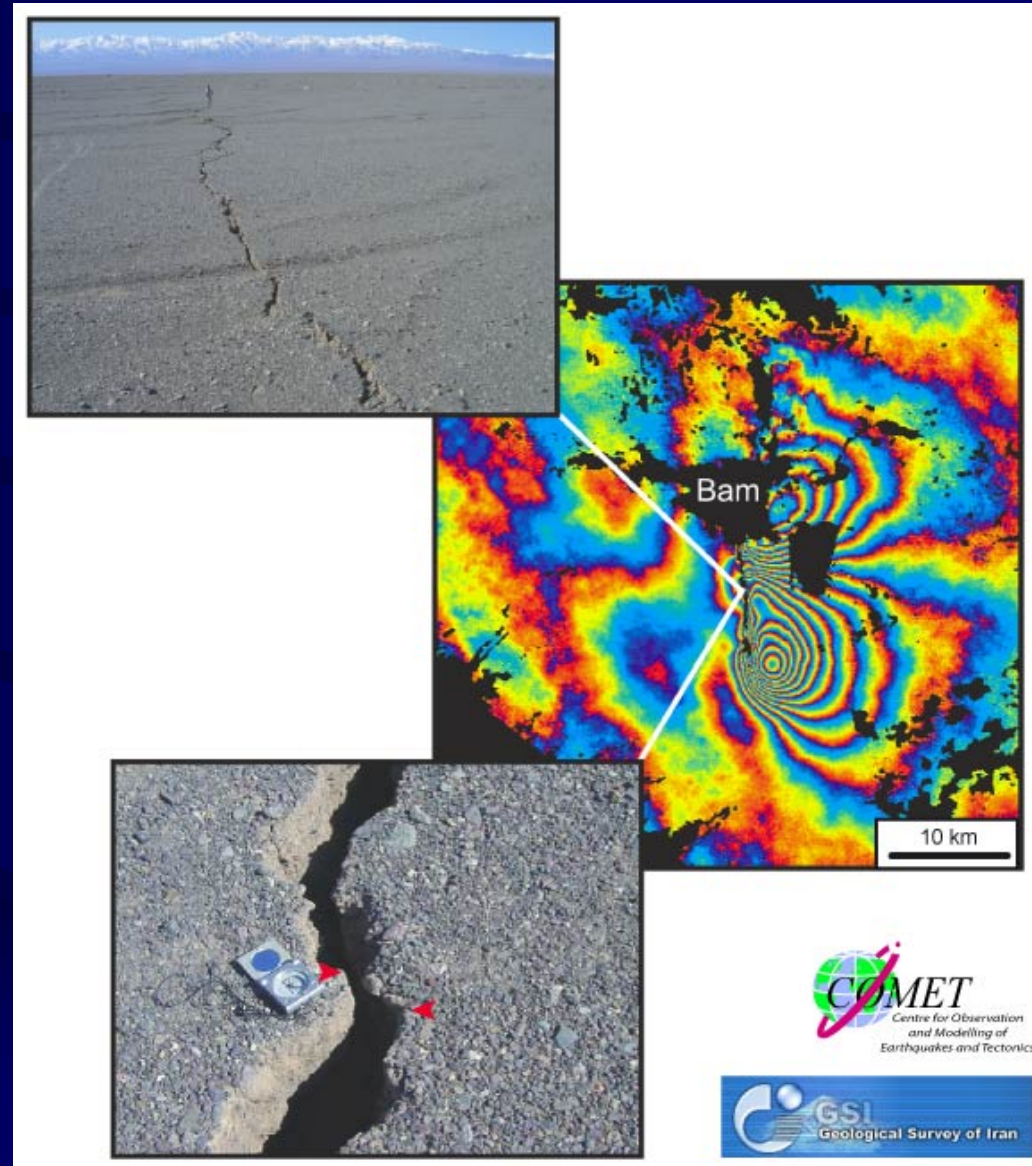 Bam
10 km
COMET
Centre for Observation
and Modelling of
Earthquakes and Tectonics
GSI
Geological Survey of Iran